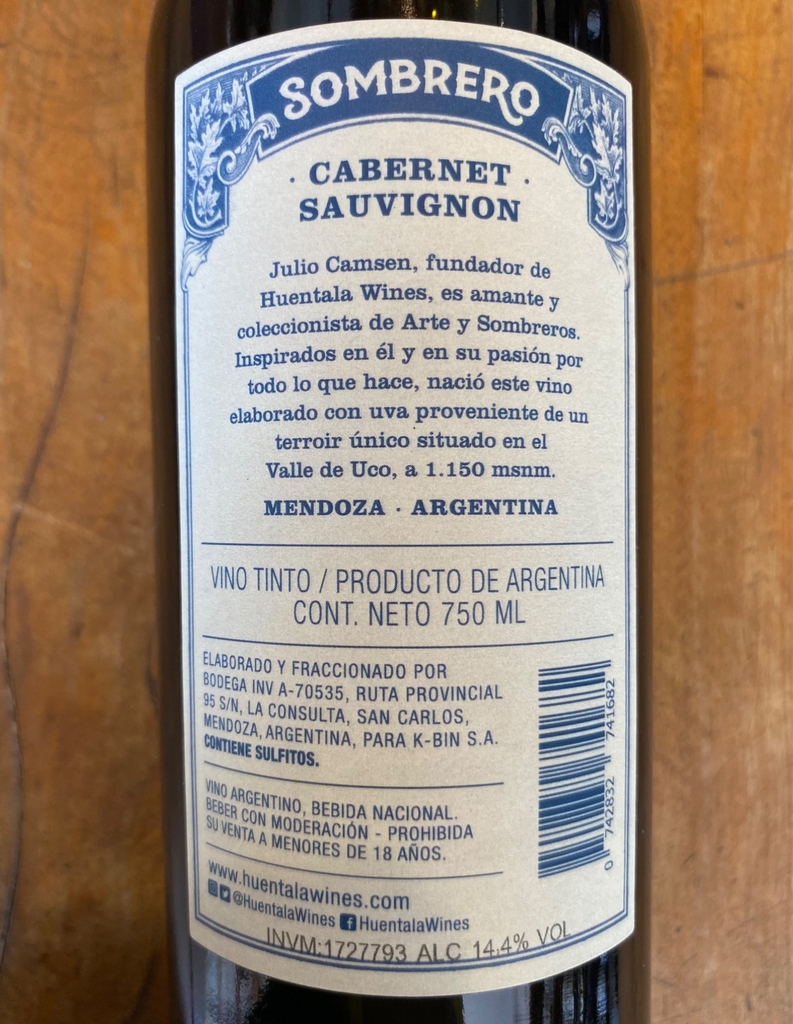 SOMBRERO
· CABERNET ·
SAUVIGNON
Julio Camsen, fundador de
Huentala Wines, es amante y
coleccionista de Arte y Sombreros.
Inspirados en él y en su pasión por
todo lo que hace, nació este vino
elaborado con uva proveniente de un
terroir único situado en el
Valle de Uco, a 1.150 msnm.
MENDOZA · ARGENTINA
VINO TINTO / PRODUCTO DE ARGENTINA
CONT. NETO 750 ML
ELABORADO Y FRACCIONADO POR
BODEGA INV A-70535, RUTA PROVINCIAL
95 S/N, LA CONSULTA, SAN CARLOS,
MENDOZA, ARGENTINA, PARA K-BIN S.A.
CONTIENE SULFITOS.
0 742832 741682
VINO ARGENTINO, BEBIDA NACIONAL.
BEBER CON MODERACIÓN - PROHIBIDA
SU VENTA A MENORES DE 18 AÑOS.
www.huentalawines.com
@HuentalaWines HuentalaWines
INVM:1727793 ALC 14,4% VOL